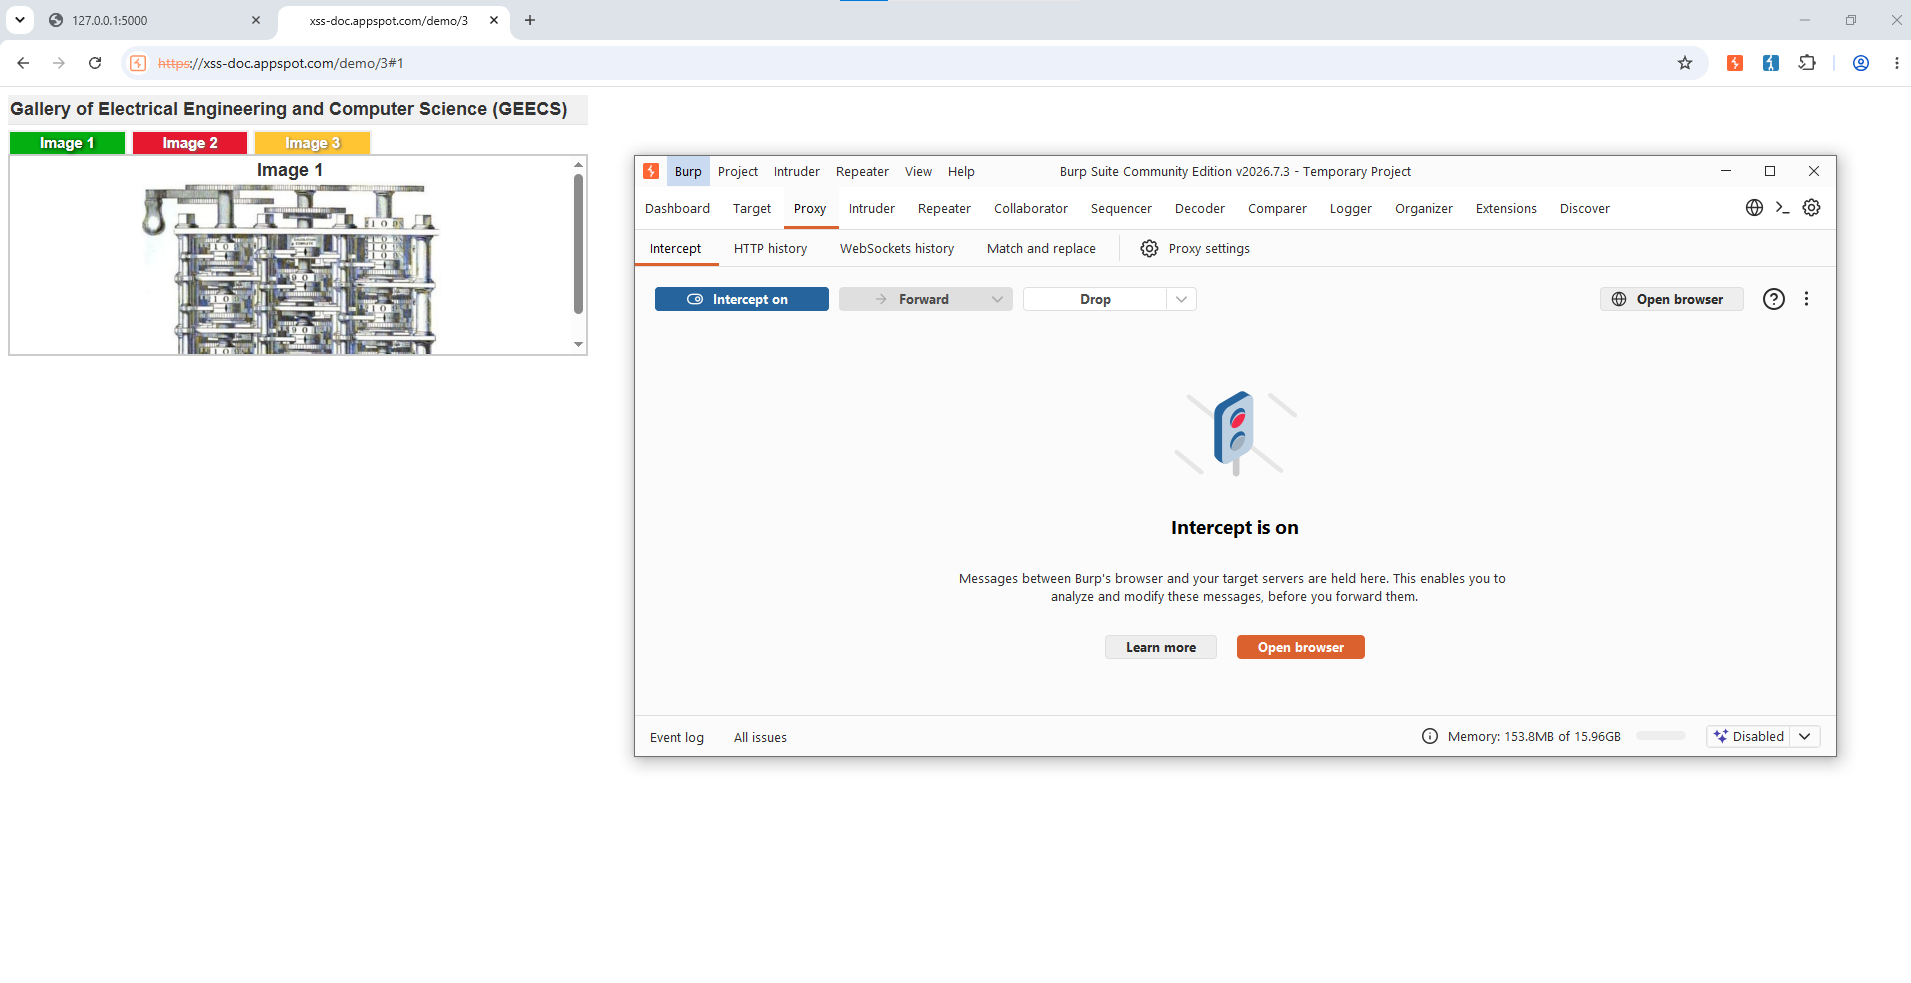 127.0.0.1:5000
xss-doc.appspot.com/demo/3
https://xss-doc.appspot.com/demo/3#1
Gallery of Electrical Engineering and Computer Science (GEECS)
Image 1 Image 2 Image 3
Image 1
Burp Project Intruder Repeater View Help Burp Suite Community Edition v2026.7.3 - Temporary Project
Dashboard Target Proxy Intruder Repeater Collaborator Sequencer Decoder Comparer Logger Organizer Extensions Discover
Intercept HTTP history WebSockets history Match and replace Proxy settings
Intercept on Forward Drop Open browser
Intercept is on
Messages between Burp's browser and your target servers are held here. This enables you to
analyze and modify these messages, before you forward them.
Learn more Open browser
Event log All issues Memory: 153.8MB of 15.96GB Disabled